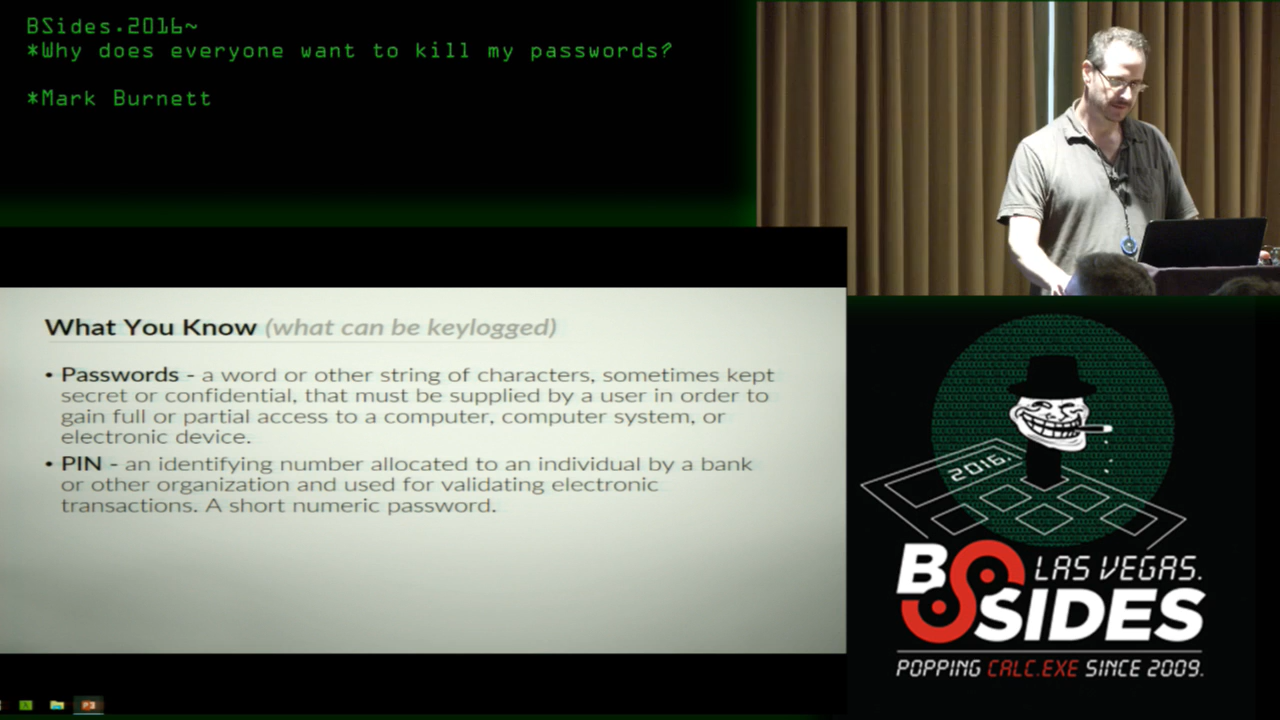 BSides.2016~
*Why does everyone want to kill my passwords?
*Mark Burnett
What You Know (what can be keylogged)
• Passwords - a word or other string of characters, sometimes kept
secret or confidential, that must be supplied by a user in order to
gain full or partial access to a computer, computer system, or
electronic device.
• PIN - an identifying number allocated to an individual by a bank
or other organization and used for validating electronic
transactions. A short numeric password.
2016.
BSIDES
LAS VEGAS.
POPPING CALC.EXE SINCE 2009.